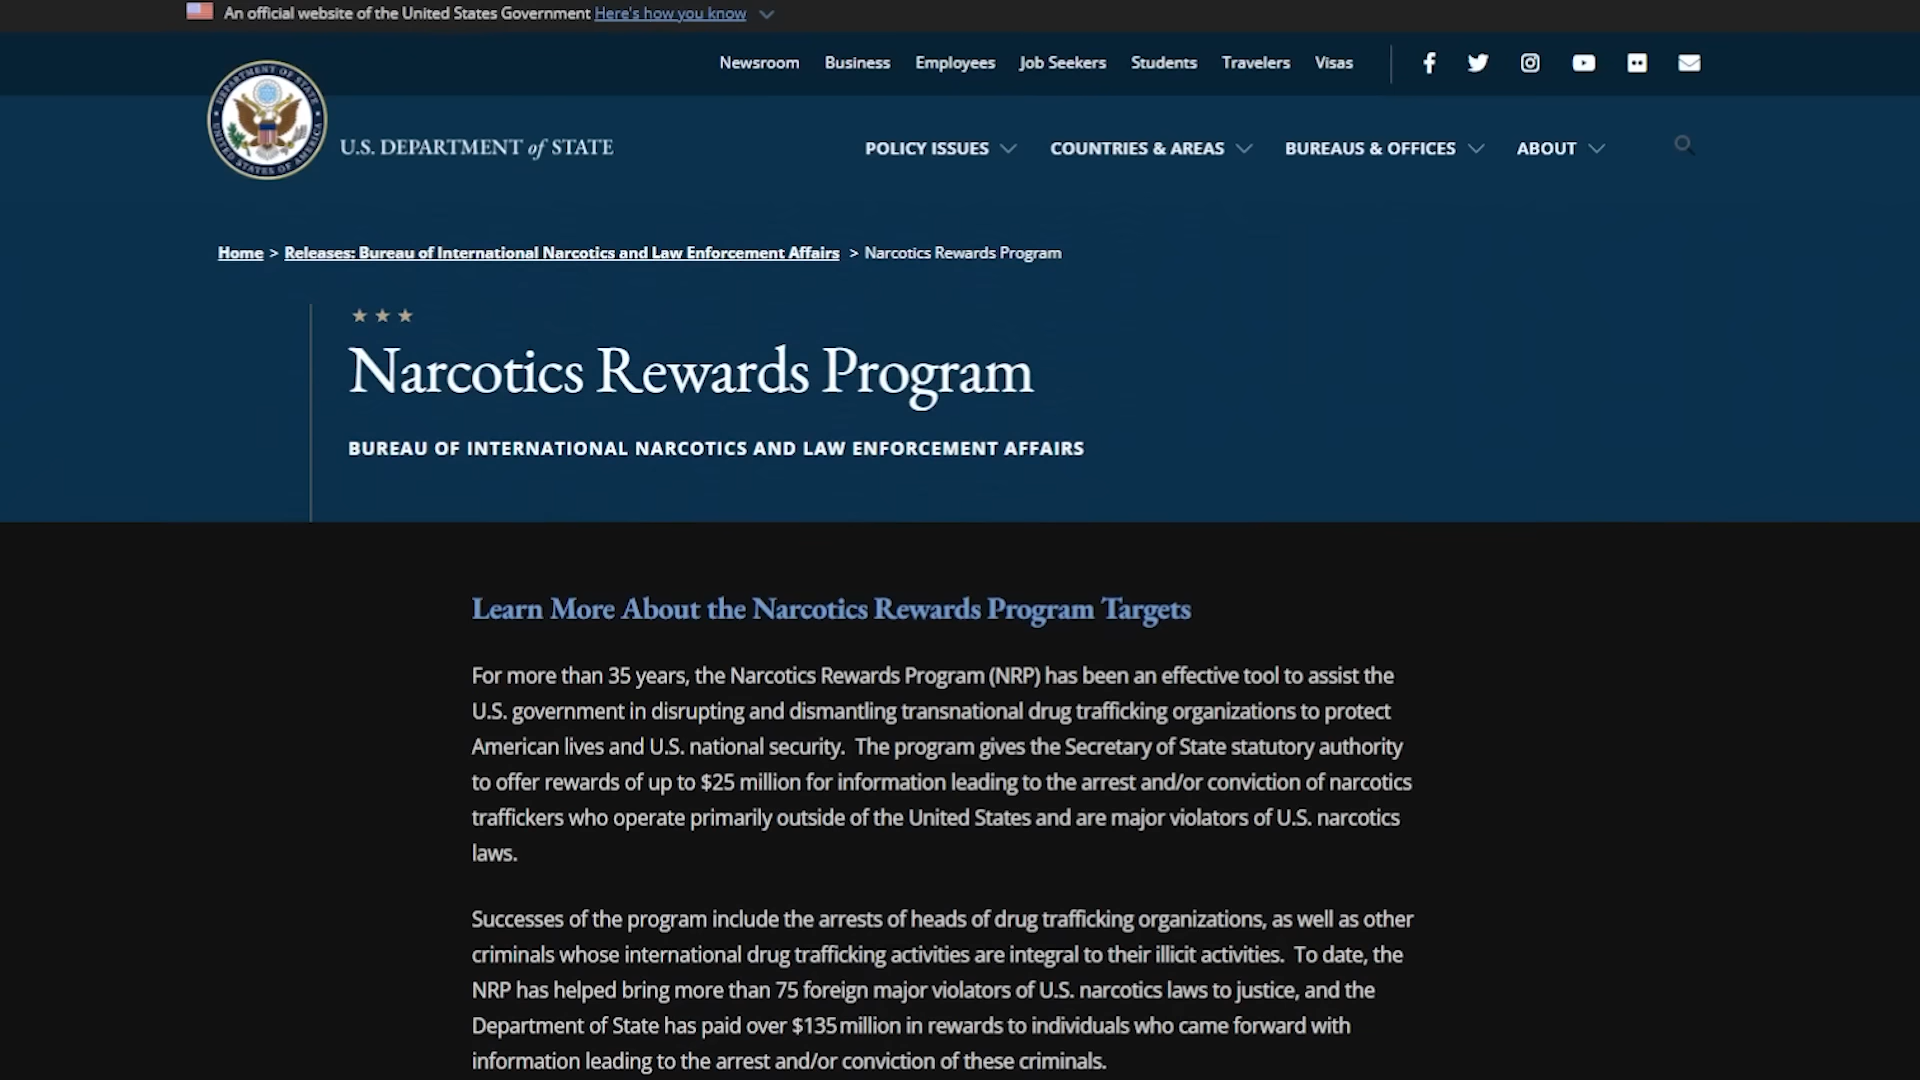 An official website of the United States Government Here's how you know
Newsroom Business Employees Job Seekers Students Travelers Visas
U.S. DEPARTMENT of STATE
POLICY ISSUES COUNTRIES & AREAS BUREAUS & OFFICES ABOUT
DEPARTMENT OF STATE
UNITED STATES OF AMERICA
Home > Releases: Bureau of International Narcotics and Law Enforcement Affairs > Narcotics Rewards Program
Narcotics Rewards Program
BUREAU OF INTERNATIONAL NARCOTICS AND LAW ENFORCEMENT AFFAIRS
Learn More About the Narcotics Rewards Program Targets
For more than 35 years, the Narcotics Rewards Program (NRP) has been an effective tool to assist the
U.S. government in disrupting and dismantling transnational drug trafficking organizations to protect
American lives and U.S. national security. The program gives the Secretary of State statutory authority
to offer rewards of up to $25 million for information leading to the arrest and/or conviction of narcotics
traffickers who operate primarily outside of the United States and are major violators of U.S. narcotics
laws.
Successes of the program include the arrests of heads of drug trafficking organizations, as well as other
criminals whose international drug trafficking activities are integral to their illicit activities. To date, the
NRP has helped bring more than 75 foreign major violators of U.S. narcotics laws to justice, and the
Department of State has paid over $135 million in rewards to individuals who came forward with
information leading to the arrest and/or conviction of these criminals.